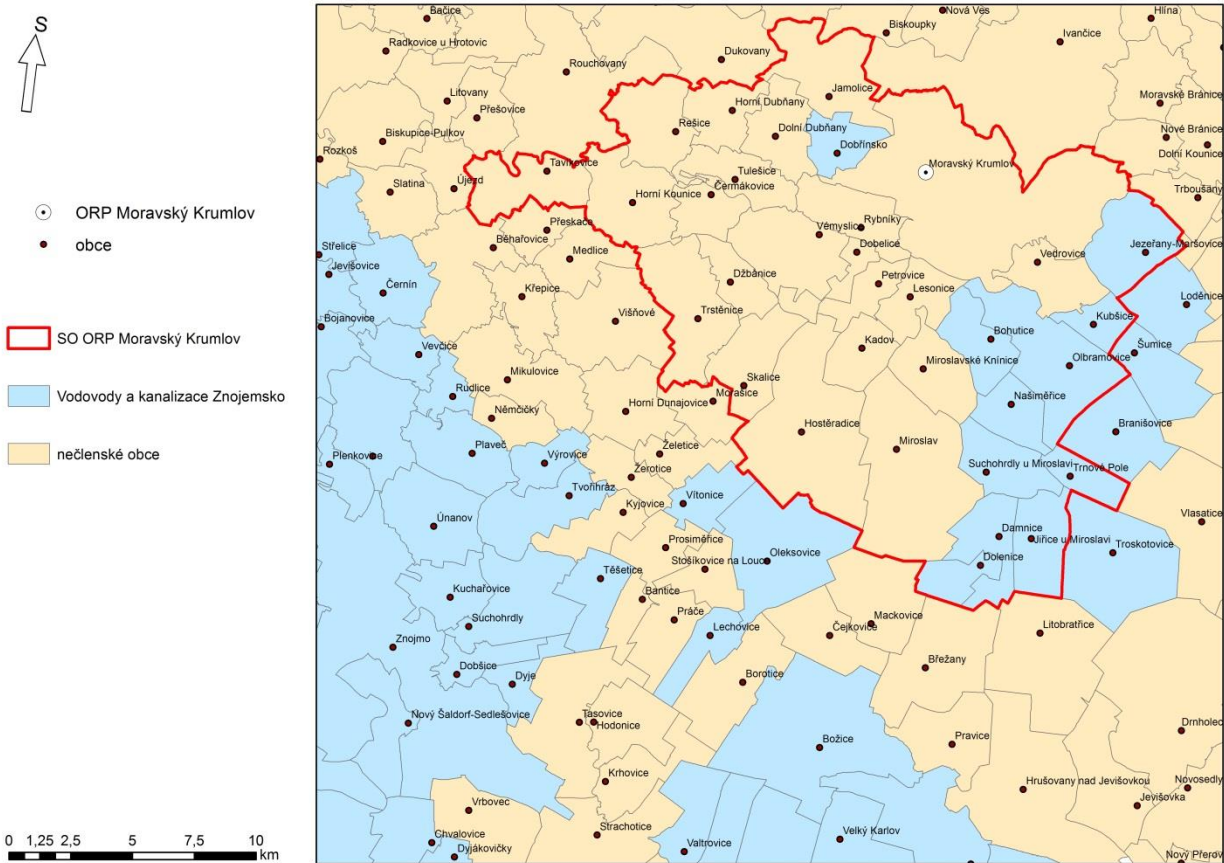 S
ORP Moravský Krumlov
obce
SO ORP Moravský Krumlov
Vodovody a kanalizace Znojemsko
nečlenské obce
0 1,25 2,5 5 7,5 10
km
Bačice
Nová Ves
Hlína
Biskoupky
Radkovice u Hrotovic
Ivančice
Dukovany
Rouchovany
Litovany
Jamolice
Moravské Bránice
Přešovice
Horní Dubňany
Rešice
Dolní Dubňany
Nové Bránice
Biskupice-Pulkov
Dolní Kounice
Rozkoš
Dobřínsko
Tavíkovice
Moravský Krumlov
Slatina
Újezd
Tulešice
Horní Kounice
Čermákovice
Trboušany
Přeskače
Rybníky
Běhařovice
Vémyslice
Střelice
Medlice
Dobelice
Jezeřany-Maršovice
Jevišovice
Vedrovice
Černín
Džbánice
Petrovice
Křepice
Lesonice
Loděnice
Bojanovice
Višňové
Trstěnice
Kubšice
Bohutice
Vevčice
Kadov
Šumice
Miroslavské Knínice
Olbramovice
Mikulovice
Skalice
Rudlice
Morašice
Našiměřice
Němčičky
Horní Dunajovice
Hostěradice
Branišovice
Plaveč
Želetice
Miroslav
Plenkovice
Výrovice
Žerotice
Suchohrdly u Miroslavi
Trnové Pole
Tvořihráz
Vítonice
Únanov
Kyjovice
Vlasatice
Prosiměřice
Damnice
Jiřice u Miroslavi
Stošíkovice na Louce
Oleksovice
Dolenice
Troskotovice
Těšetice
Kuchařovice
Bantice
Práče
Mackovice
Suchohrdly
Lechovice
Čejkovice
Litobratřice
Znojmo
Dobšice
Břežany
Dyje
Borotice
Nový Šaldorf-Sedlešovice
Tasovice
Hodonice
Drnholec
Božice
Pravice
Krhovice
Hrušovany nad Jevišovkou
Novosedly
Vrbovec
Jevišovka
Strachotice
Chvalovice
Velký Karlov
Dyjákovičky
Valtrovice
Nový Přerov